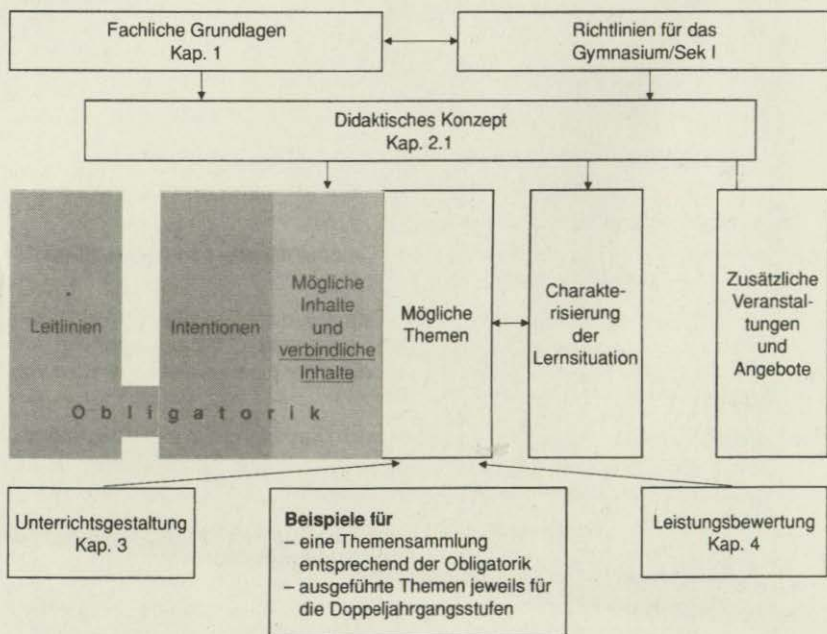 Fachliche Grundlagen
Kap. 1
Richtlinien für das
Gymnasium/Sek I
Didaktisches Konzept
Kap. 2.1
Leitlinien
Intentionen
Mögliche
Inhalte
und
verbindliche
Inhalte
Obligatorik
Mögliche
Themen
Charakte-
risierung
der
Lernsituation
Zusätzliche
Veranstal-
tungen
und
Angebote
Unterrichtsgestaltung
Kap. 3
Beispiele für
– eine Themensammlung
entsprechend der Obligatorik
– ausgeführte Themen jeweils für
die Doppeljahrgangsstufen
Leistungsbewertung
Kap. 4